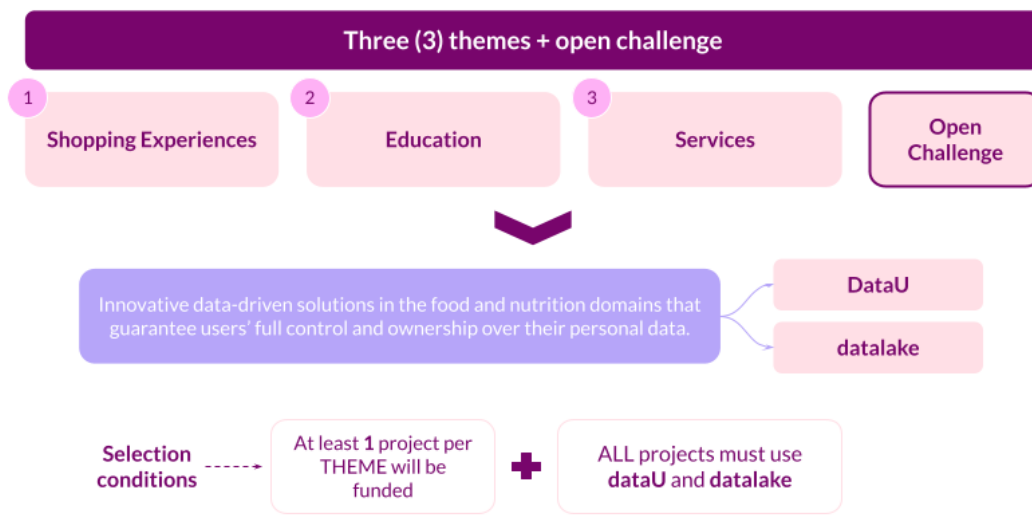 Three (3) themes + open challenge
1
Shopping Experiences
2
Education
3
Services
Open
Challenge
Innovative data-driven solutions in the food and nutrition domains that
guarantee users' full control and ownership over their personal data.
DataU
datalake
Selection
conditions
At least 1 project per
THEME will be
funded
ALL projects must use
dataU and datalake